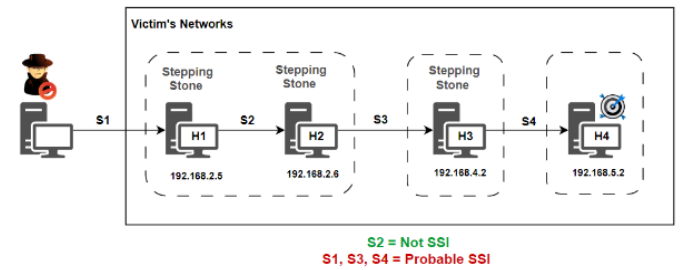 Victim's Networks
Stepping
Stone
Stepping
Stone
Stepping
Stone
S1
S2
S3
S4
H1
H2
H3
H4
192.168.2.5
192.168.2.6
192.168.4.2
192.168.5.2
S2 = Not SSI
S1, S3, S4 = Probable SSI